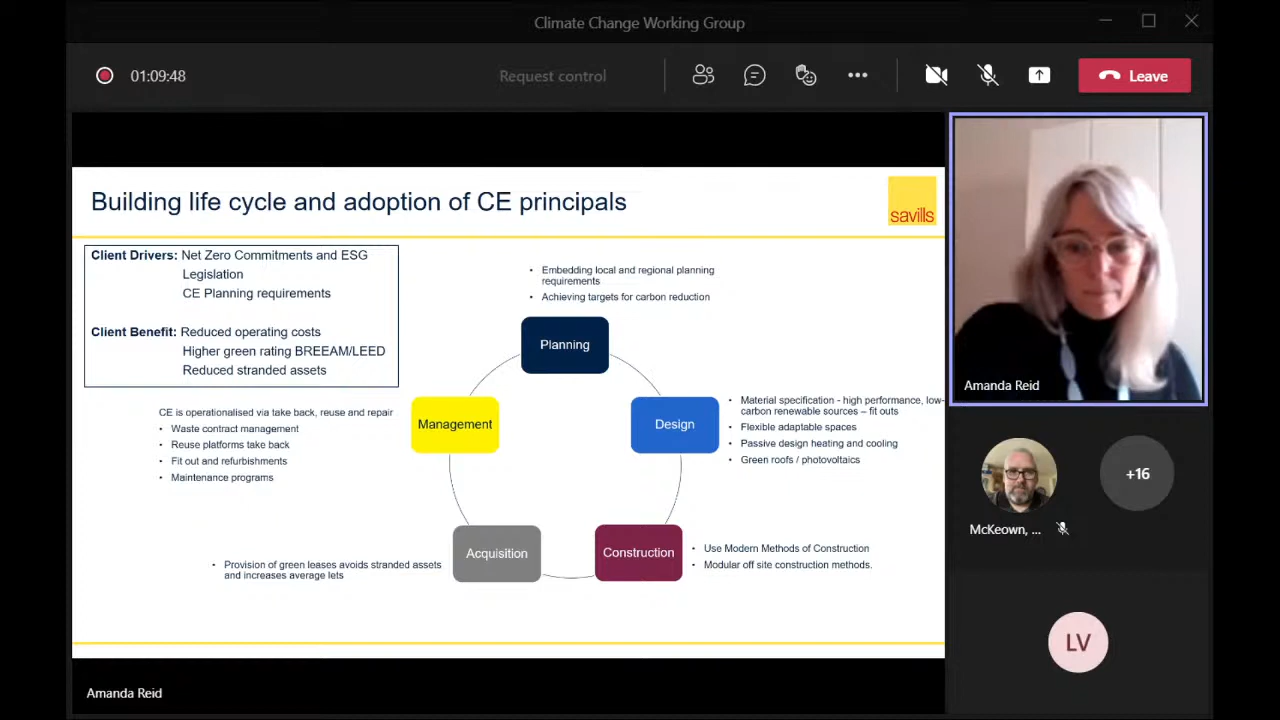 Climate Change Working Group
01:09:48
Request control
Leave
Building life cycle and adoption of CE principals
savills
Client Drivers: Net Zero Commitments and ESG
Legislation
CE Planning requirements
Client Benefit: Reduced operating costs
Higher green rating BREEAM/LEED
Reduced stranded assets
• Embedding local and regional planning
requirements
• Achieving targets for carbon reduction
Planning
Design
• Material specification - high performance, low-
carbon renewable sources – fit outs
• Flexible adaptable spaces
• Passive design heating and cooling
• Green roofs / photovoltaics
Construction
• Use Modern Methods of Construction
• Modular off site construction methods.
Acquisition
• Provision of green leases avoids stranded assets
and increases average lets
Management
CE is operationalised via take back, reuse and repair
• Waste contract management
• Reuse platforms take back
• Fit out and refurbishments
• Maintenance programs
Amanda Reid
McKeown, ...
+16
LV
Amanda Reid